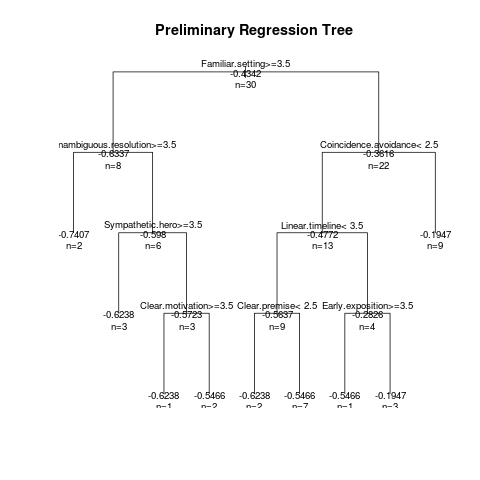 Preliminary Regression Tree
Familiar.setting>=3.5
-0.4342
n=30
nambiguous.resolution>=3.5 Coincidence.avoidance< 2.5
-0.6337 -0.3616
n=8 n=22
Sympathetic.hero>=3.5 Linear.timeline< 3.5
-0.7407 -0.598 -0.4772 -0.1947
n=2 n=6 n=13 n=9
Clear.motivation>=3.5 Clear.premise< 2.5 Early.exposition>=3.5
-0.6238 -0.5723 -0.5637 -0.2826
n=3 n=3 n=9 n=4
-0.6238 -0.5466 -0.6238 -0.5466 -0.5466 -0.1947
n=1 n=2 n=2 n=7 n=1 n=3